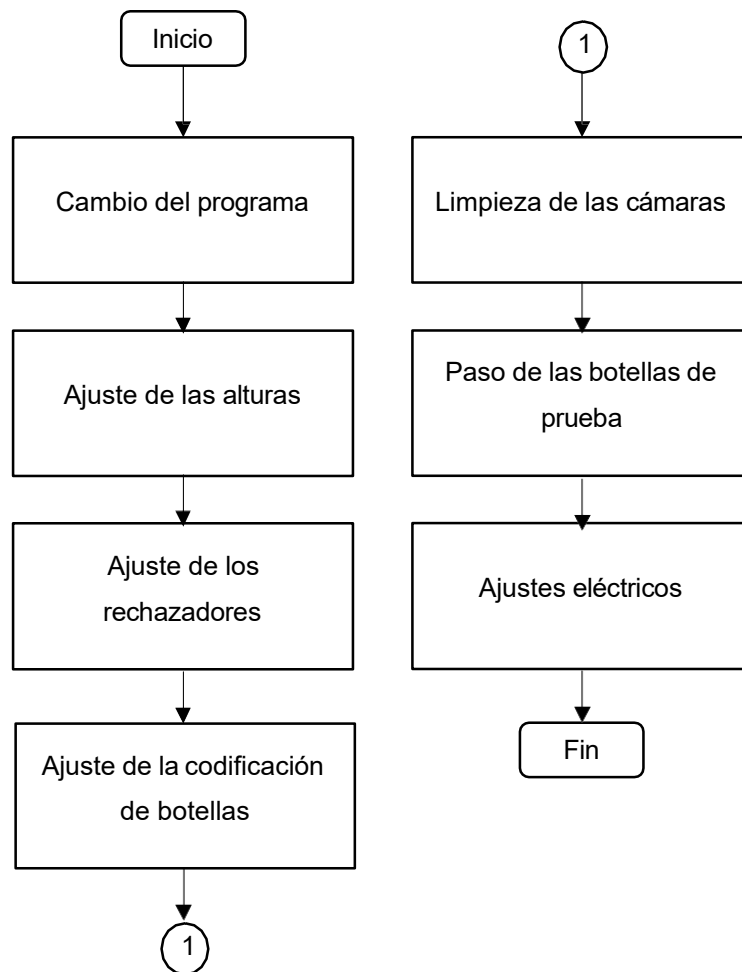 Inicio
Cambio del programa
Ajuste de las alturas
Ajuste de los
rechazadores
Ajuste de la codificación
de botellas
1
1
Limpieza de las cámaras
Paso de las botellas de
prueba
Ajustes eléctricos
Fin